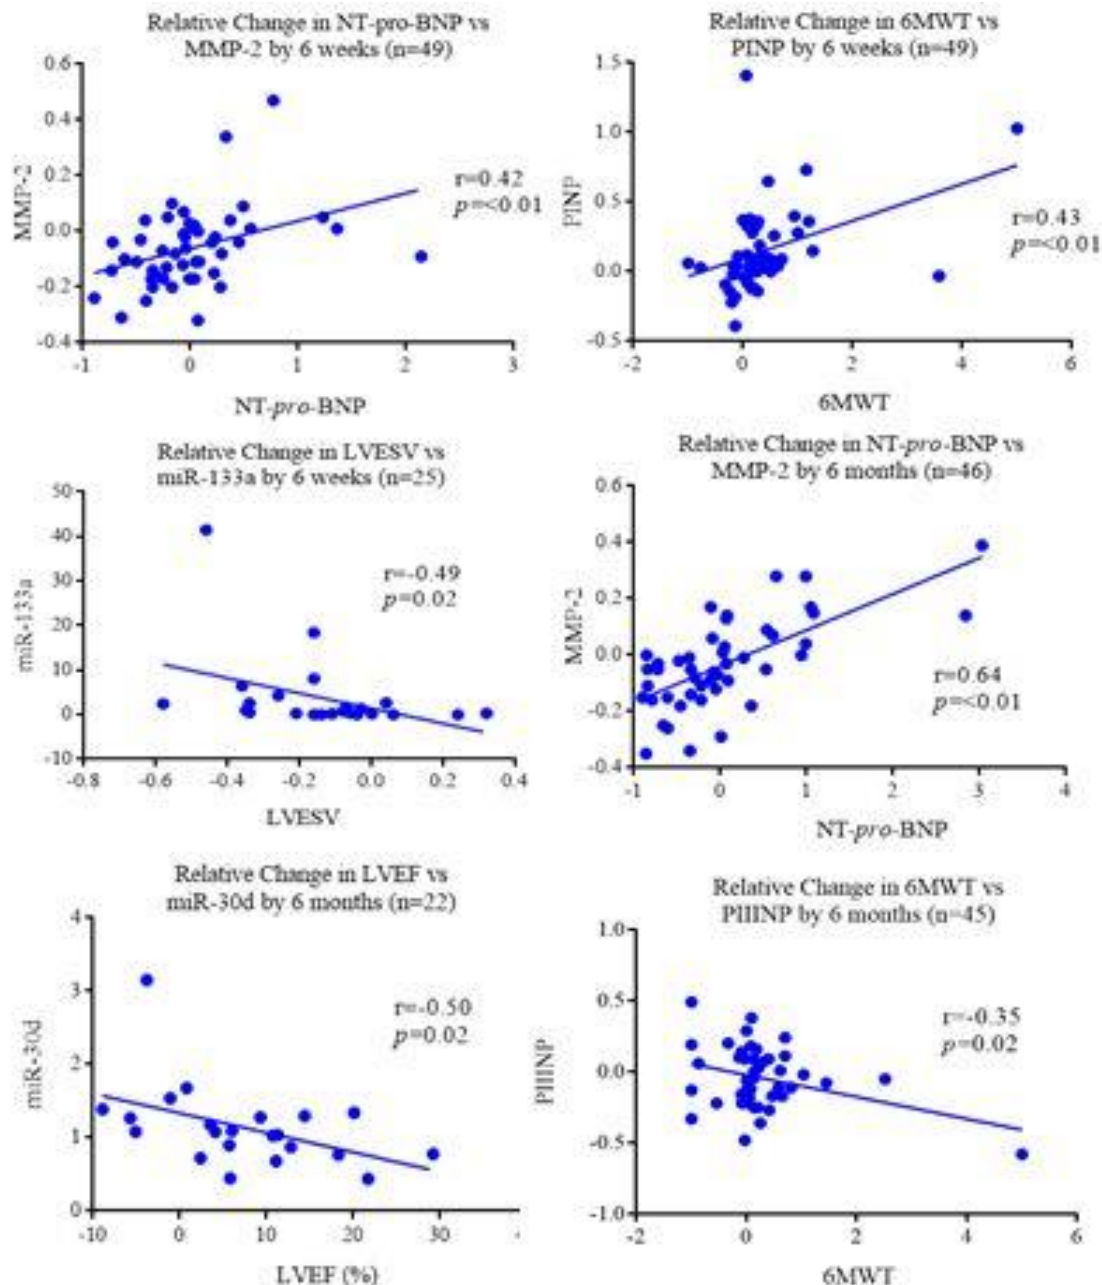 Relative Change in NT-pro-BNP vs
MMP-2 by 6 weeks (n=49)
MMP-2
0.6
0.4
0.2
0.0
-0.2
-0.4
r=0.42
p=<0.01
-1
0
1
2
3
NT-pro-BNP
Relative Change in 6MWT vs
PINP by 6 weeks (n=49)
PINP
1.5
1.0
0.5
0.0
-0.5
r=0.43
p=<0.01
-2
0
2
4
6
6MWT
Relative Change in LVESV vs
miR-133a by 6 weeks (n=25)
miR-133a
50
40
30
20
10
0
-10
r=-0.49
p=0.02
-0.8
-0.6
-0.4
-0.2
0.0
0.2
0.4
LVESV
Relative Change in NT-pro-BNP vs
MMP-2 by 6 months (n=46)
MMP-2
0.6
0.4
0.2
0.0
-0.2
-0.4
r=0.64
p=<0.01
-1
0
1
2
3
4
NT-pro-BNP
Relative Change in LVEF vs
miR-30d by 6 months (n=22)
miR-30d
4
3
2
1
0
r=-0.50
p=0.02
-10
0
10
20
30
LVEF (%)
Relative Change in 6MWT vs
PIIINP by 6 months (n=45)
PIIINP
1.0
0.5
0.0
-0.5
-1.0
r=-0.35
p=0.02
-2
0
2
4
6
6MWT